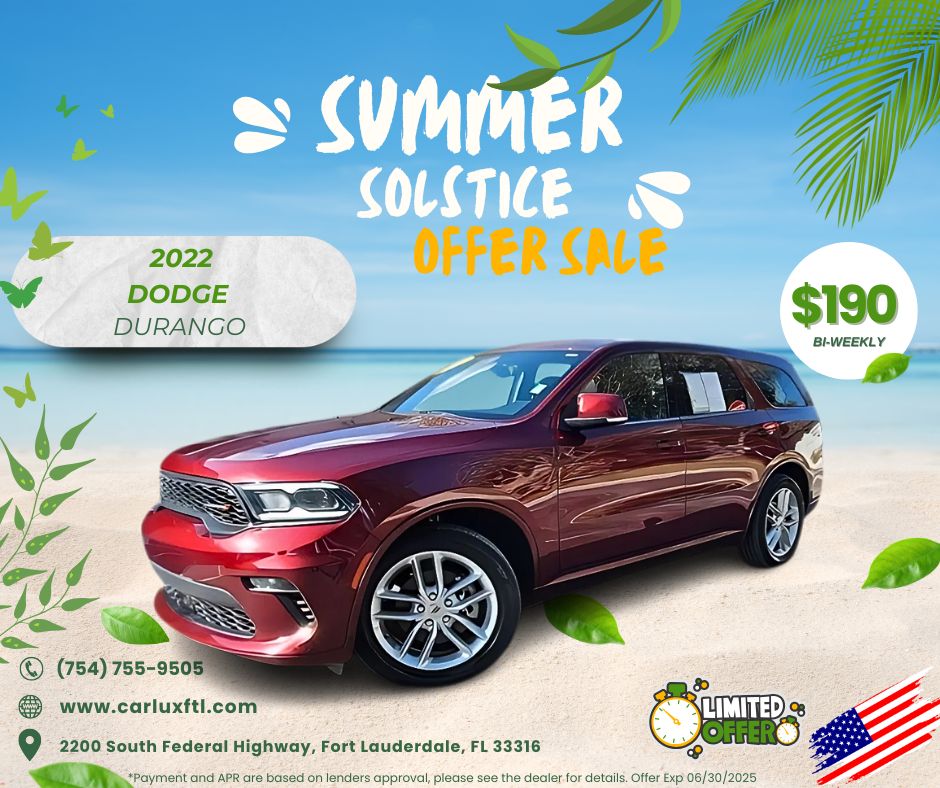 SUMMER
SOLSTICE
OFFER SALE
2022
DODGE
DURANGO
$190
BI-WEEKLY
(754) 755-9505
www.carluxftl.com
2200 South Federal Highway, Fort Lauderdale, FL 33316
LIMITED
OFFER
*Payment and APR are based on lenders approval, please see the dealer for details. Offer Exp 06/30/2025